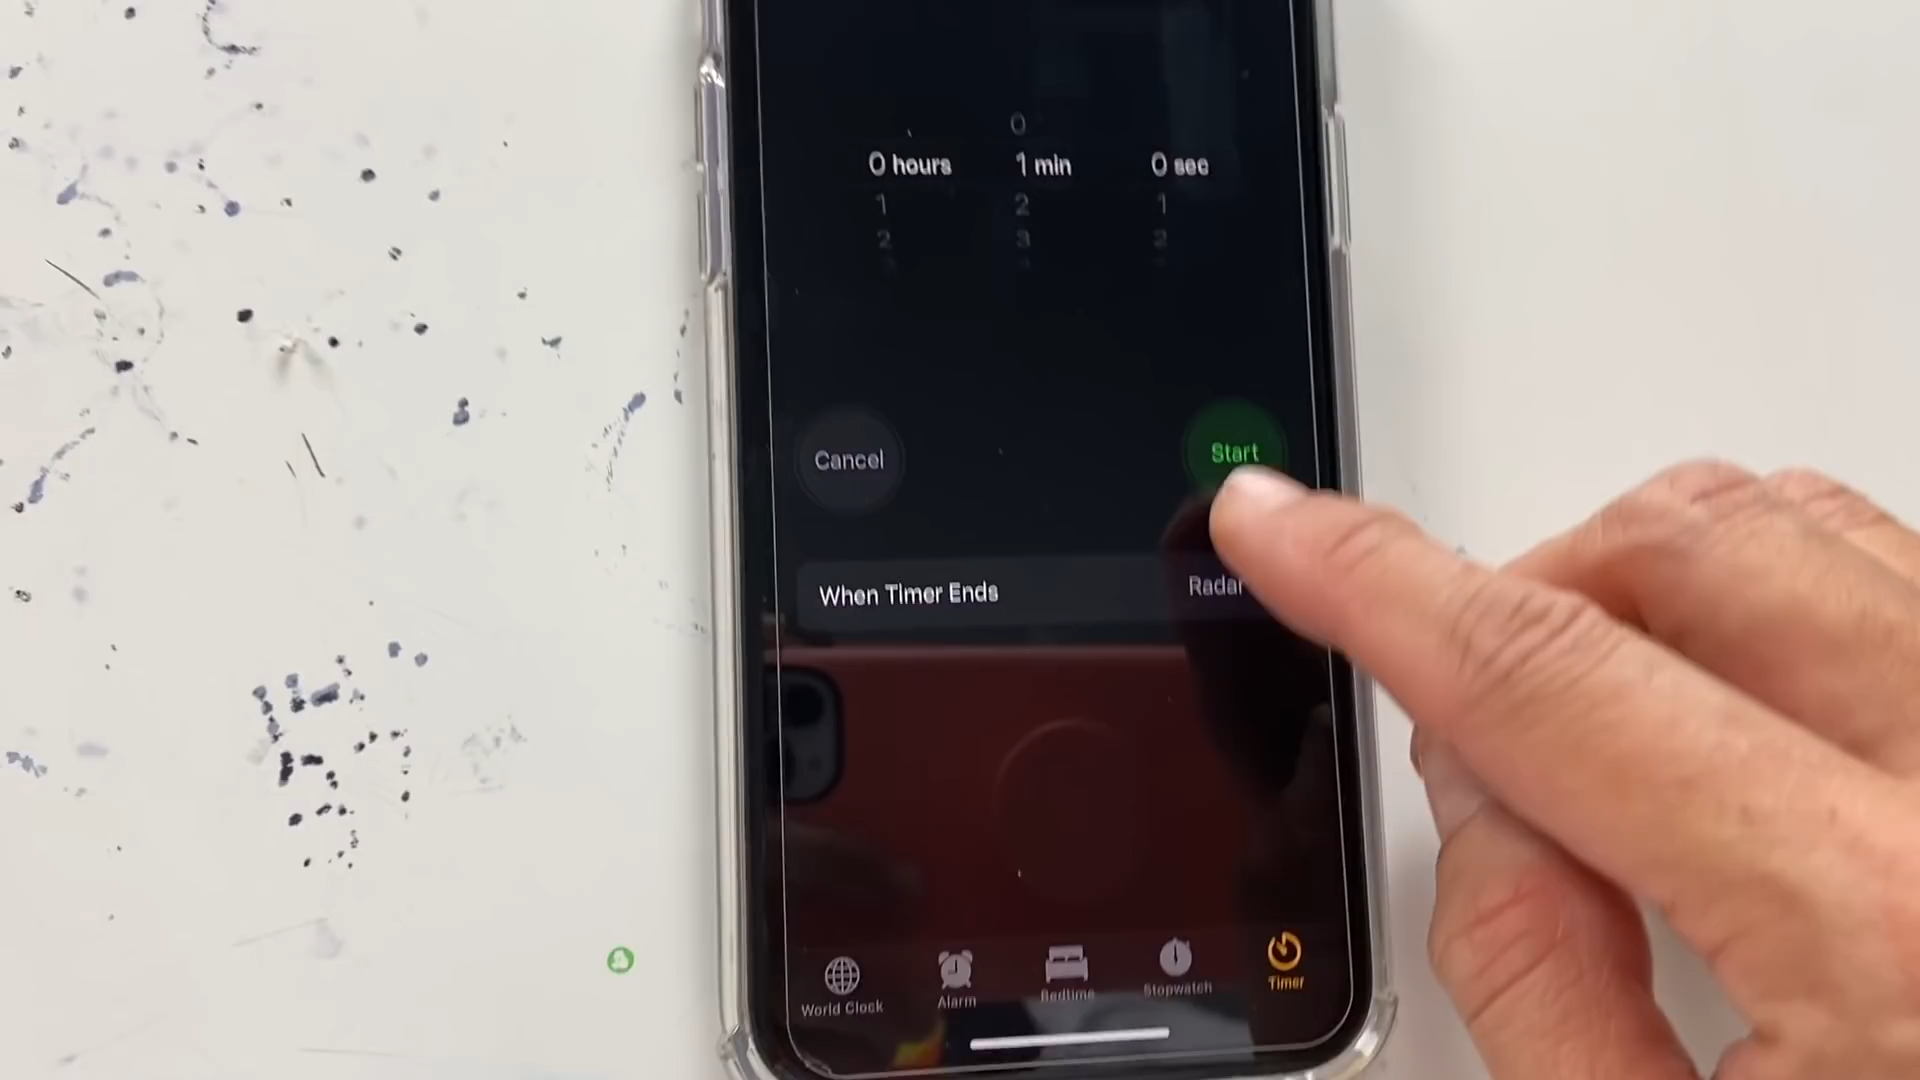 0
0 hours 1 min 0 sec
1 2 1
2 3 2
Cancel Start
When Timer Ends Radar
World Clock Alarm Bedtime Stopwatch Timer